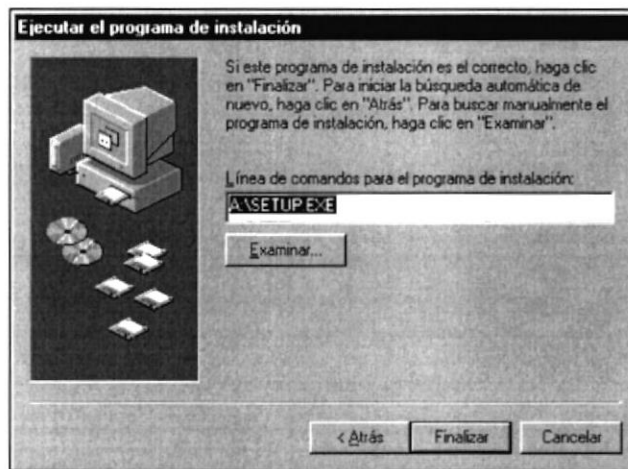 Ejecutar el programa de instalación
Si este programa de instalación es el correcto, haga clic
en "Finalizar". Para iniciar la búsqueda automática de
nuevo, haga clic en "Atrás". Para buscar manualmente el
programa de instalación, haga clic en "Examinar".
Línea de comandos para el programa de instalación:
A:\SETUP.EXE
Examinar...
< Atrás
Finalizar
Cancelar